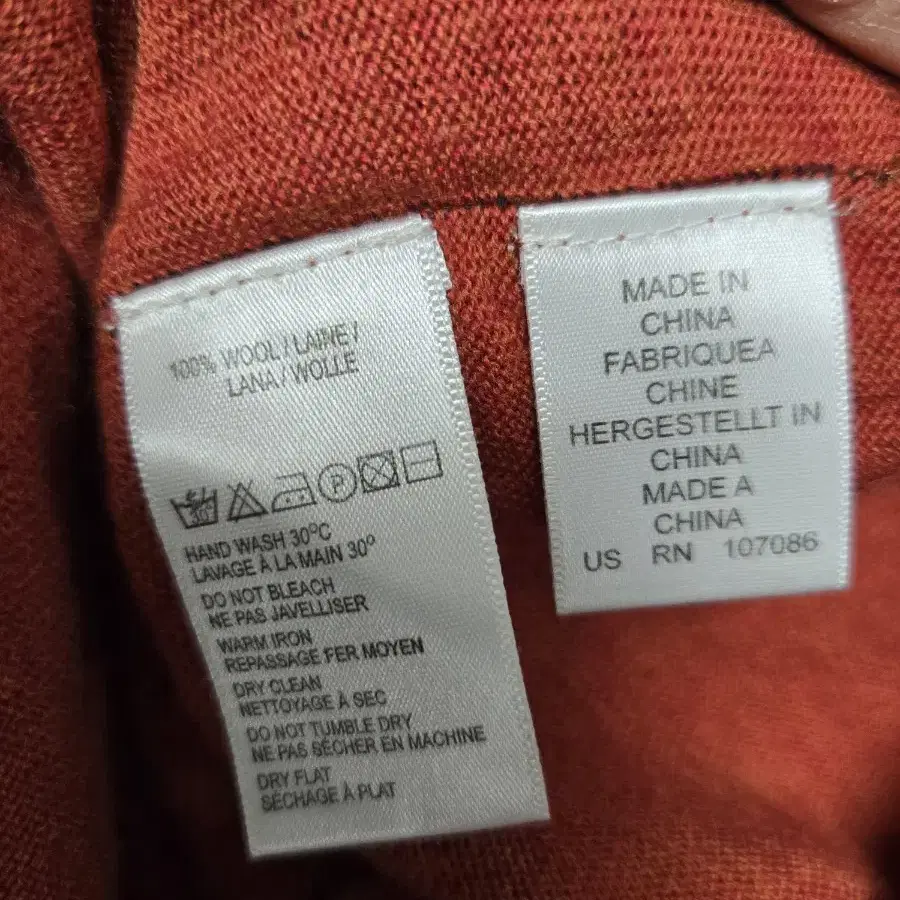 100% WOOL / LAINE /
LANA / WOLLE
30°
P
HAND WASH 30°C
LAVAGE À LA MAIN 30°
DO NOT BLEACH
NE PAS JAVELLISER
WARM IRON
REPASSAGE FER MOYEN
DRY CLEAN
NETTOYAGE À SEC
DO NOT TUMBLE DRY
NE PAS SÉCHER EN MACHINE
DRY FLAT
SÉCHAGE À PLAT
MADE IN
CHINA
FABRIQUEA
CHINE
HERGESTELLT IN
CHINA
MADE A
CHINA
US RN 107086